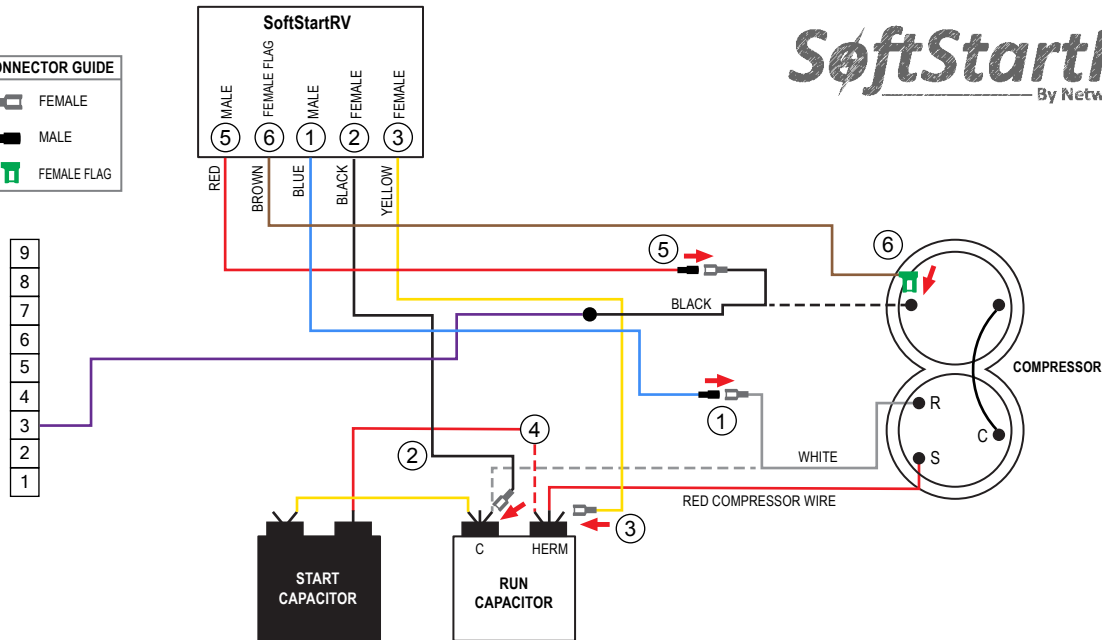 SoftStartRV
MALE
FEMALE FLAG
MALE
FEMALE
FEMALE
5
6
1
2
3
RED
BROWN
BLUE
BLACK
YELLOW
SoftStart
By Netw
ONNECTOR GUIDE
FEMALE
MALE
FEMALE FLAG
9
8
7
6
5
4
3
2
1
5
6
BLACK
COMPRESSOR
1
R
C
S
4
2
WHITE
RED COMPRESSOR WIRE
3
C
HERM
START
CAPACITOR
RUN
CAPACITOR